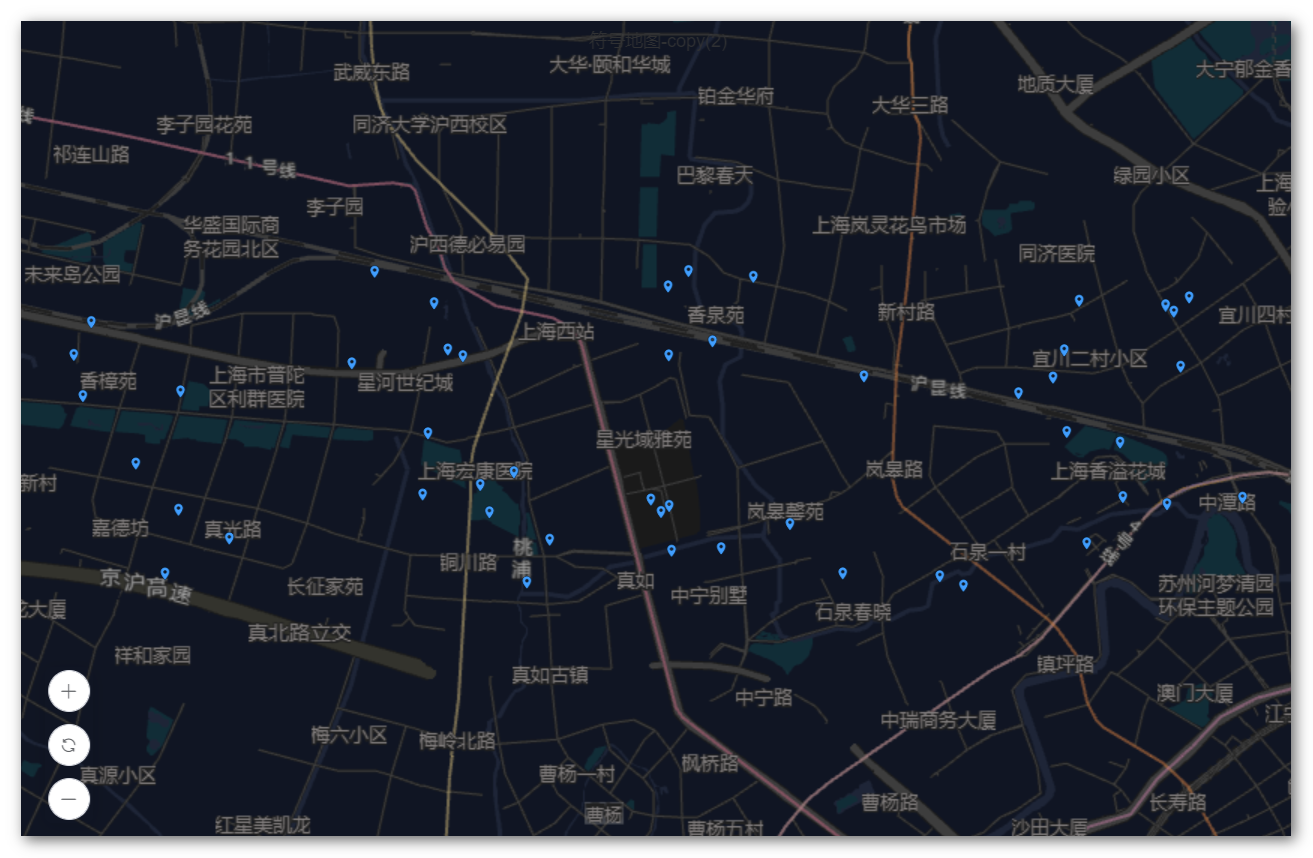 符号地图-copy(2)
武威东路
大华·颐和华城
大宁郁金香
地质大厦
铂金华府
大华三路
李子园花苑
同济大学沪西校区
祁连山路
11号线
巴黎春天
绿园小区
上海
验
李子园
华盛国际商
务花园北区
上海岚灵花鸟市场
沪西德必易园
同济医院
未来岛公园
沪昆线
香泉苑
新村路
宜川四村
上海西站
宜川二村小区
香樟苑
上海市普陀
区利群医院
星河世纪城
沪昆线
星光域雅苑
上海宏康医院
岚皋路
上海香溢花城
新村
中潭路
嘉德坊
真光路
岚皋馨苑
桃浦
石泉一村
铜川路
京沪高速
长征家苑
真如
中宁别墅
苏州河梦清园
环保主题公园
龙大厦
石泉春晓
真北路立交
祥和家园
镇坪路
真如古镇
中宁路
澳门大厦
中瑞商务大厦
江宁
梅六小区
梅岭北路
枫桥路
真源小区
曹杨一村
曹杨路
长寿路
曹杨
红星美凯龙
曹杨五村
沙田大厦